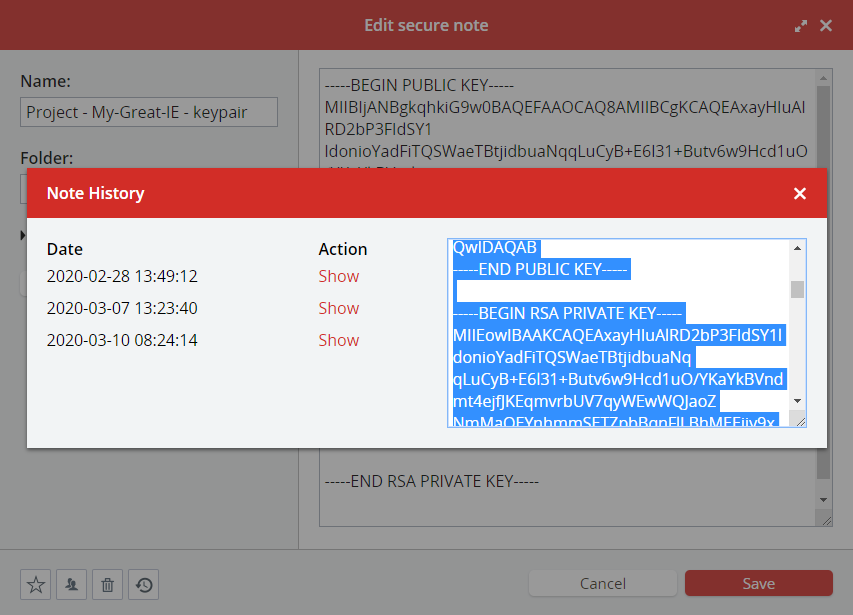 Edit secure note
Name:
Project - My-Great-IE - keypair
Folder:
-----BEGIN PUBLIC KEY-----
MIIBIjANBgkqhkiG9w0BAQEFAAOCAQ8AMIIBCgKCAQEAxayHIuAl
RD2bP3FIdSY1
IdonioYadFiTQSWaeTBtjidbuaNqqLuCyB+E6l31+Butv6w9Hcd1uO
Note History
Date
Action
2020-02-28 13:49:12
Show
2020-03-07 13:23:40
Show
2020-03-10 08:24:14
Show
QwIDAQAB
-----END PUBLIC KEY-----
-----BEGIN RSA PRIVATE KEY-----
MIIEowIBAAKCAQEAxayHIuAlRD2bP3FIdSY1I
donioYadFiTQSWaeTBtjidbuaNq
qLuCyB+E6l31+Butv6w9Hcd1uO/YKaYkBVnd
mt4ejfJKEqmvrbUV7qyWEwWQJaoZ
-----END RSA PRIVATE KEY-----
Cancel
Save